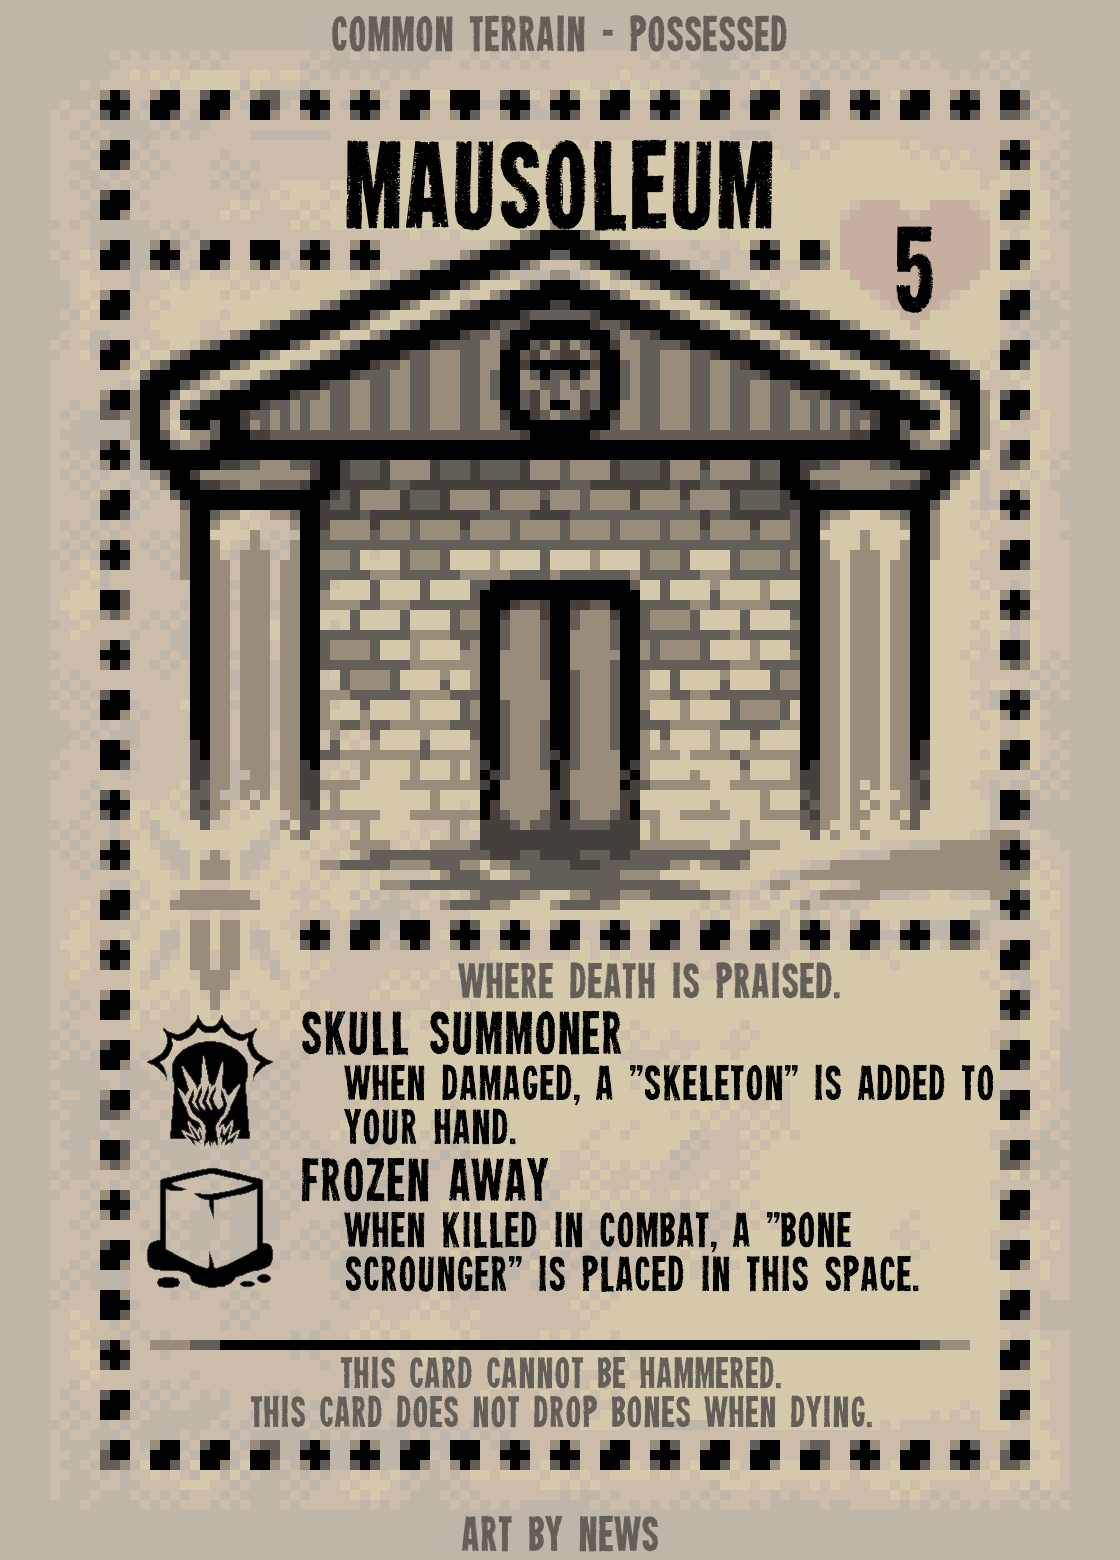 COMMON TERRAIN - POSSESSED
MAUSOLEUM
5
WHERE DEATH IS PRAISED.
SKULL SUMMONER
WHEN DAMAGED, A "SKELETON" IS ADDED TO
YOUR HAND.
FROZEN AWAY
WHEN KILLED IN COMBAT, A "BONE
SCROUNGER" IS PLACED IN THIS SPACE.
THIS CARD CANNOT BE HAMMERED.
THIS CARD DOES NOT DROP BONES WHEN DYING.
ART BY NEWS